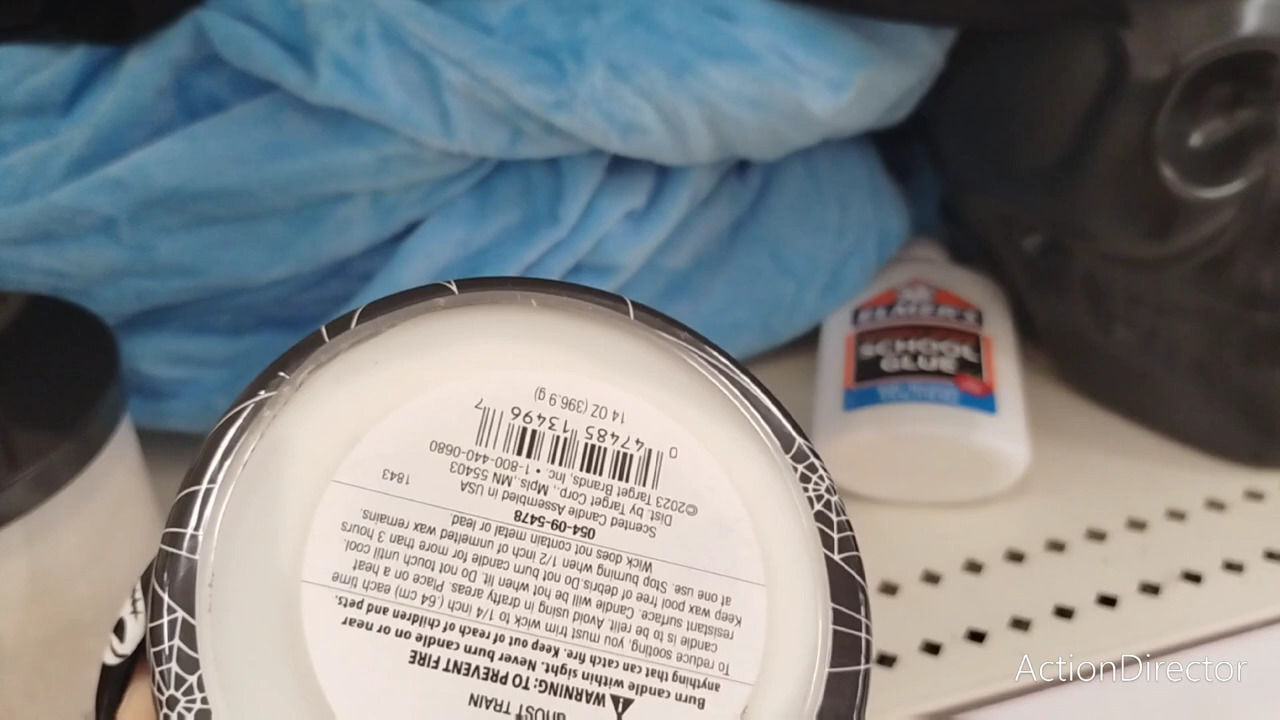 GHOST TRAIN
WARNING: TO PREVENT FIRE
Burn candle within sight. Never burn candle on or near
anything that can catch fire. Keep out of reach of children and pets.
To reduce sooting, you must trim wick to 1/4 inch (.64 cm) each time
candle is to be relit. Avoid using in drafty areas. Place on a heat
resistant surface. Candle will be hot when lit. Do not touch until cool.
Keep wax pool free of debris. Do not burn candle for more than 3 hours
at one use. Stop burning when 1/2 inch of unmelted wax remains.
Wick does not contain metal or lead
054-09-5478
Scented Candle Assembled in USA
Dist. by Target Corp., Mpls., MN 55403
©2023 Target Brands, Inc. • 1-800-440-0680
1843
0 47485 13496 7
14 OZ (396.9 g)
ELMER'S
SCHOOL
GLUE
ActionDirector